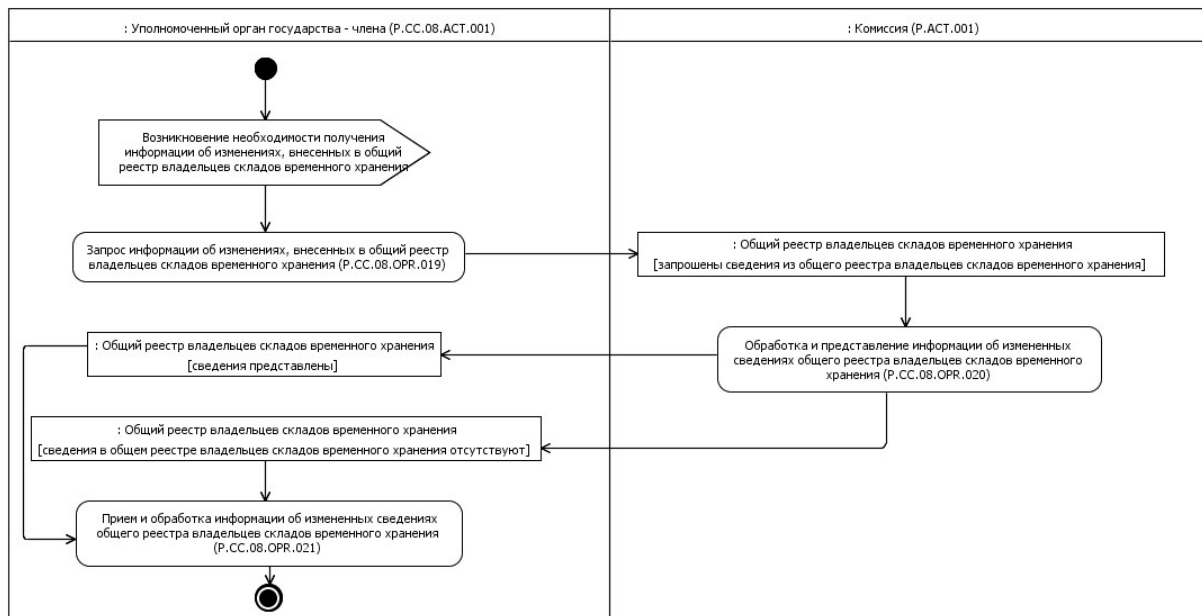 : Уполномоченный орган государства - члена (P.CC.08.ACT.001)
: Комиссия (P.ACT.001)
Возникновение необходимости получения
информации об изменениях, внесенных в общий
реестр владельцев складов временного хранения
Запрос информации об изменениях, внесенных в общий реестр
владельцев складов временного хранения (P.CC.08.OPR.019)
: Общий реестр владельцев складов временного хранения
[запрошены сведения из общего реестра владельцев складов временного хранения]
: Общий реестр владельцев складов временного хранения
[сведения представлены]
Обработка и представление информации об измененных
сведениях общего реестра владельцев складов временного
хранения (P.CC.08.OPR.020)
: Общий реестр владельцев складов временного хранения
[сведения в общем реестре владельцев складов временного хранения отсутствуют]
Прием и обработка информации об измененных сведениях
общего реестра владельцев складов временного хранения
(P.CC.08.OPR.021)